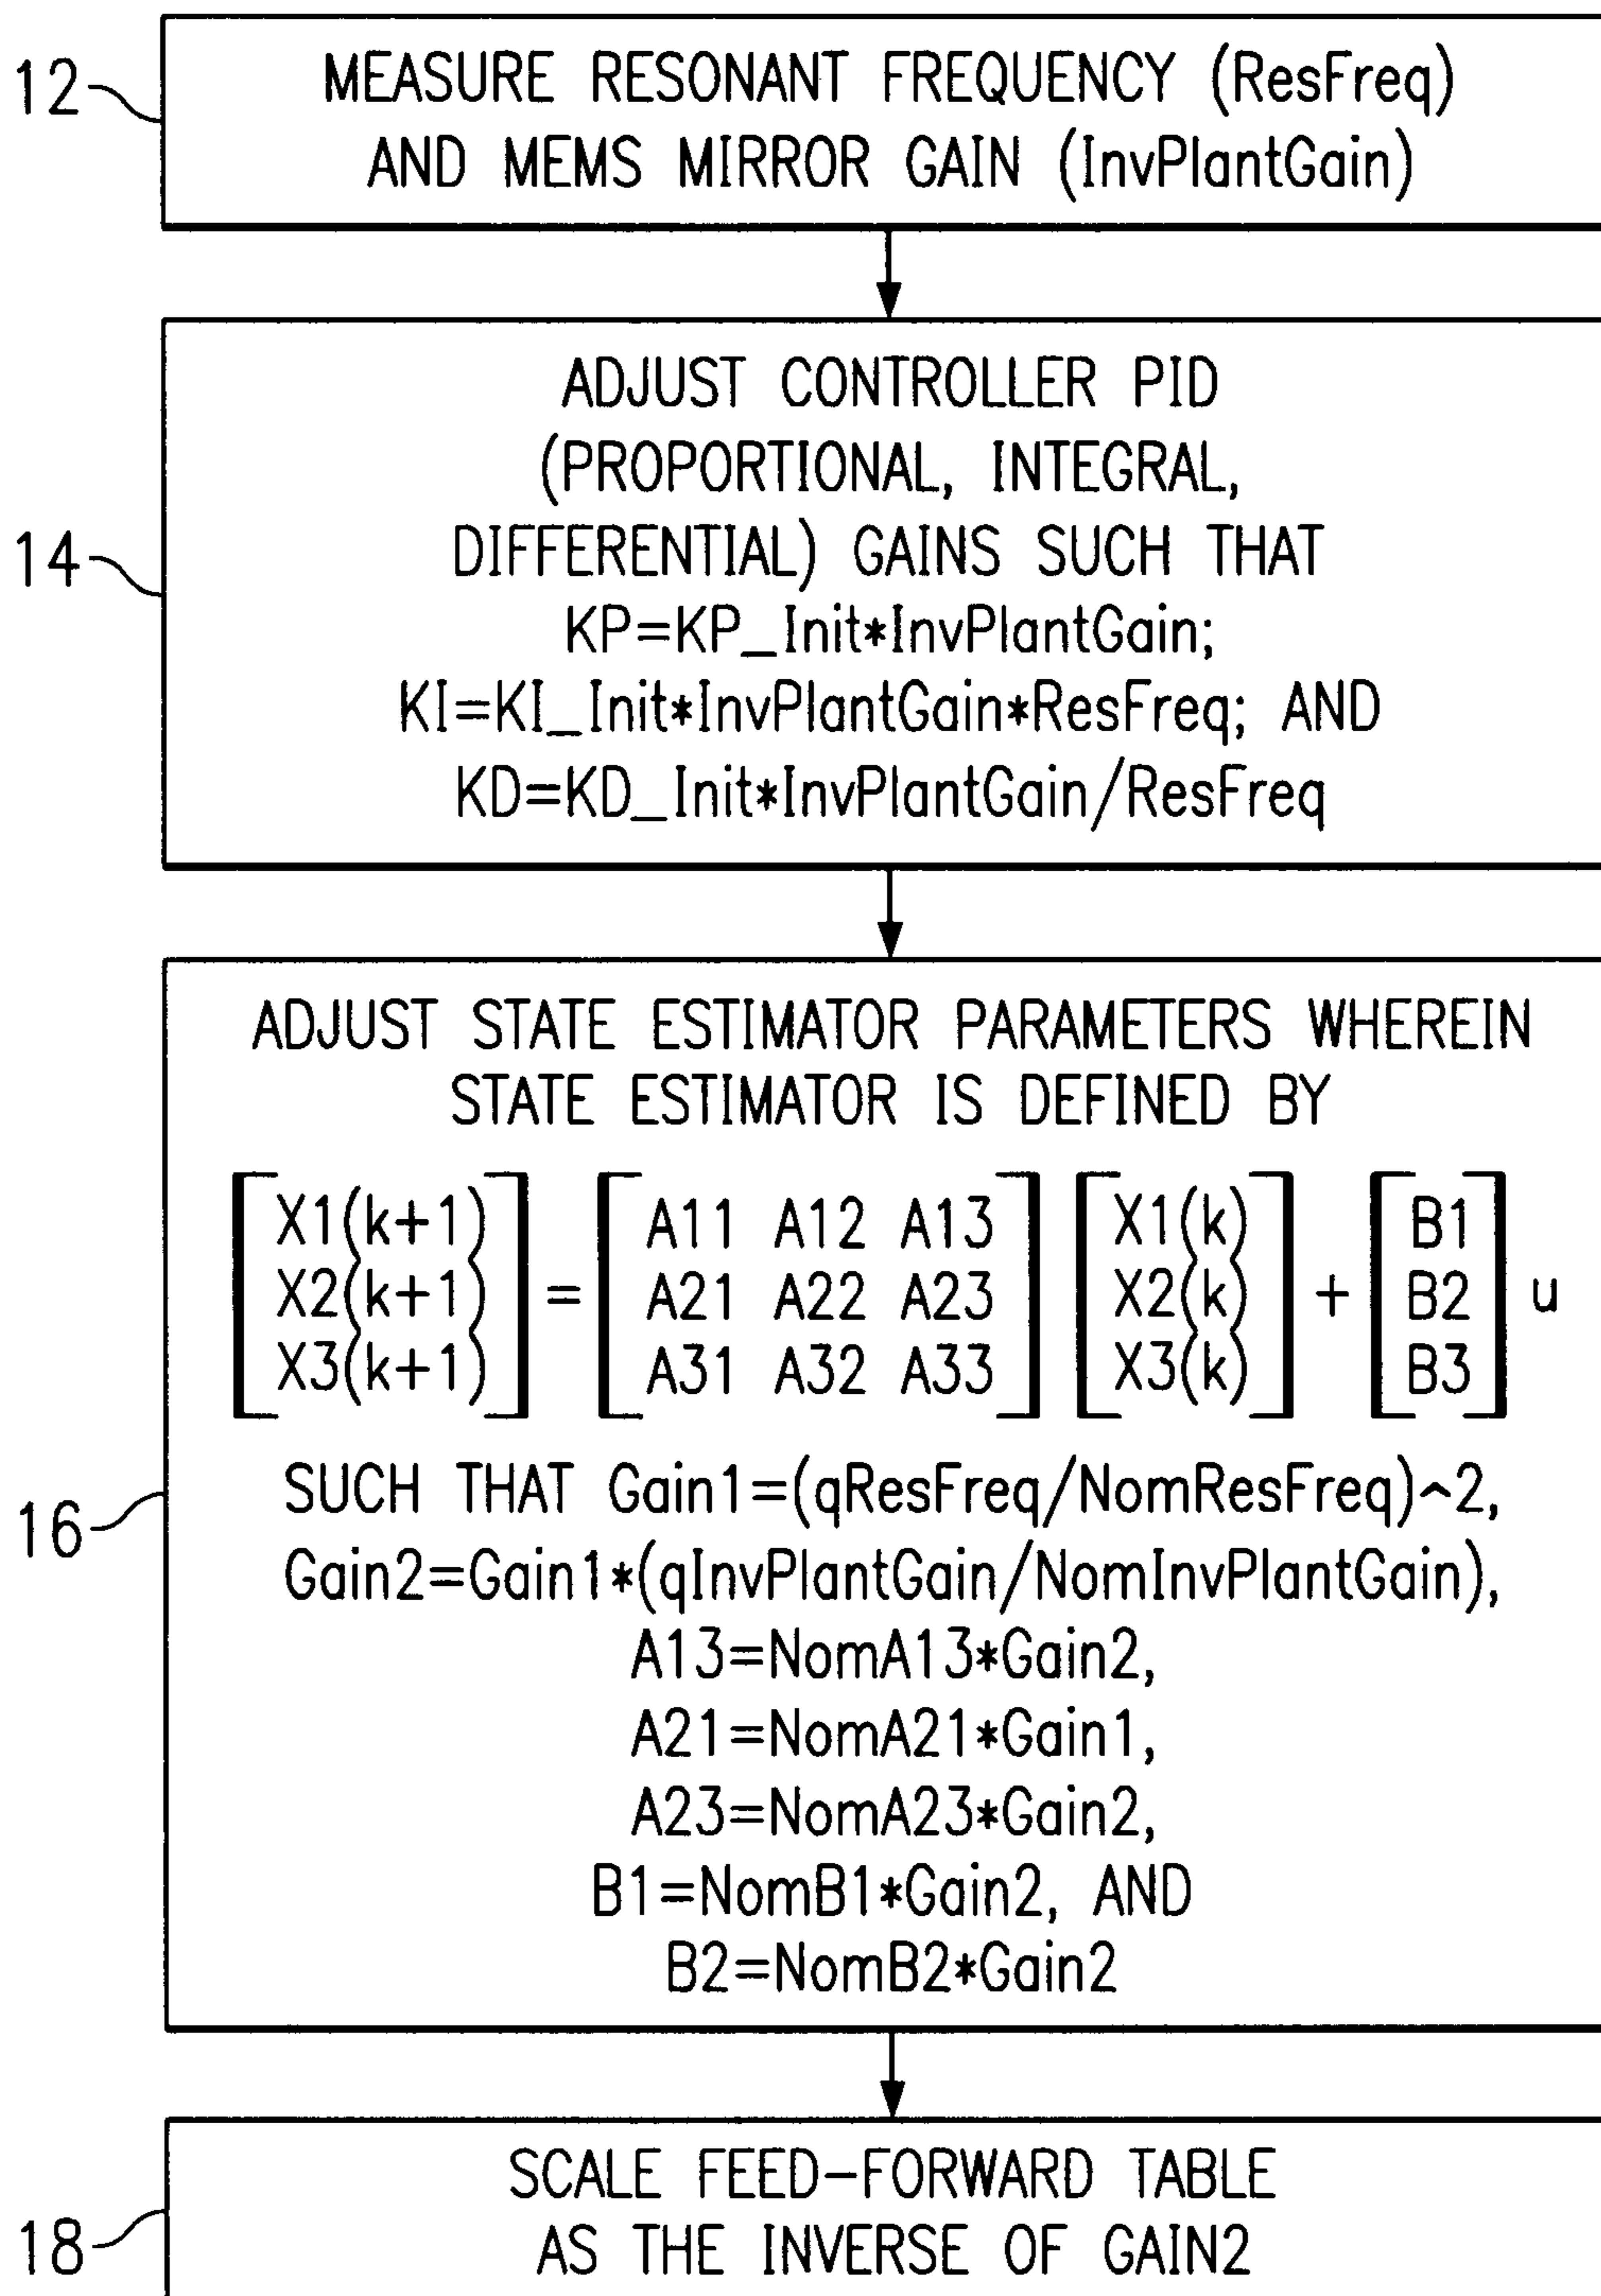 12
MEASURE RESONANT FREQUENCY (ResFreq)
AND MEMS MIRROR GAIN (InvPlantGain)
14
ADJUST CONTROLLER PID
(PROPORTIONAL, INTEGRAL,
DIFFERENTIAL) GAINS SUCH THAT
KP=KP_Init*InvPlantGain;
KI=KI_Init*InvPlantGain*ResFreq; AND
KD=KD_Init*InvPlantGain/ResFreq
16
ADJUST STATE ESTIMATOR PARAMETERS WHEREIN
STATE ESTIMATOR IS DEFINED BY
X1(k+1) A11 A12 A13 X1(k) B1
X2(k+1) = A21 A22 A23 X2(k) + B2 u
X3(k+1) A31 A32 A33 X3(k) B3
SUCH THAT Gain1=(qResFreq/NomResFreq)^2,
Gain2=Gain1*(qInvPlantGain/NomInvPlantGain),
A13=NomA13*Gain2,
A21=NomA21*Gain1,
A23=NomA23*Gain2,
B1=NomB1*Gain2, AND
B2=NomB2*Gain2
18
SCALE FEED-FORWARD TABLE
AS THE INVERSE OF GAIN2